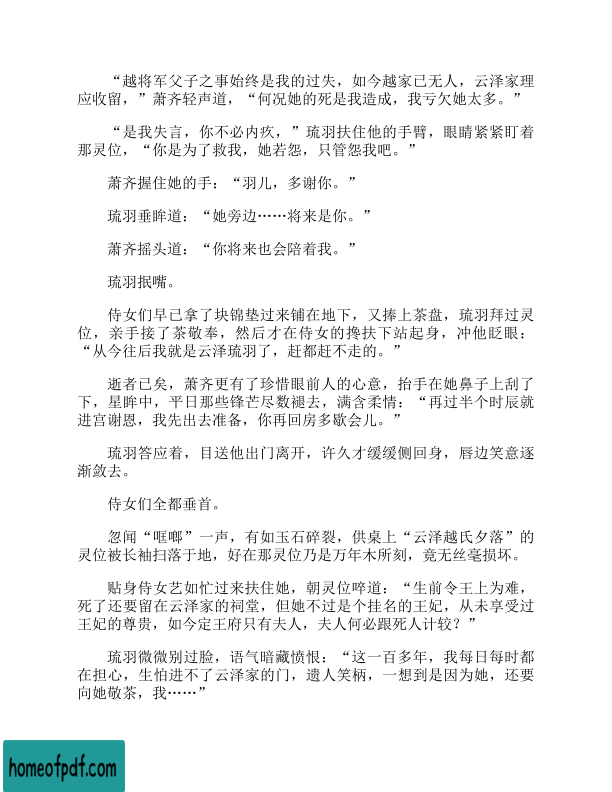 “越将军父子之事始终是我的过失，如今越家已无人，云泽家理
应收留，”萧齐轻声道，“何况她的死是我造成，我亏欠她太多。”
“是我失言，你不必内疚，”琉羽扶住他的手臂，眼睛紧紧盯着
那灵位，“你是为了救我，她若怨，只管怨我吧。”
萧齐握住她的手：“羽儿，多谢你。”
琉羽垂眸道：“她旁边……将来是你。”
萧齐摇头道：“你将来也会陪着我。”
琉羽抿嘴。
侍女们早已拿了块锦垫过来铺在地下，又捧上茶盘，琉羽拜过灵
位，亲手接了茶敬奉，然后才在侍女的搀扶下站起身，冲他眨眼：
“从今往后我就是云泽琉羽了，赶都赶不走的。”
逝者已矣，萧齐更有了珍惜眼前人的心意，抬手在她鼻子上刮了
下，星眸中，平日那些锋芒尽数褪去，满含柔情：“再过半个时辰就
进宫谢恩，我先出去准备，你再回房多歇会儿。”
琉羽答应着，目送他出门离开，许久才缓缓侧回身，唇边笑意逐
渐敛去。
侍女们全都垂首。
忽闻“哐啷”一声，有如玉石碎裂，供桌上“云泽越氏夕落”的
灵位被长袖扫落于地，好在那灵位乃是万年木所刻，竟无丝毫损坏。
贴身侍女艺如忙过来扶住她，朝灵位啐道：“生前令王上为难，
死了还要留在云泽家的祠堂，但她不过是个挂名的王妃，从未享受过
王妃的尊贵，如今定王府只有夫人，夫人何必跟死人计较？”
琉羽微微别过脸，语气暗藏愤恨：“这一百多年，我每日每时都
在担心，生怕进不了云泽家的门，遗人笑柄，一想到是因为她，还要
向她敬茶，我……”
homeofpdf.com